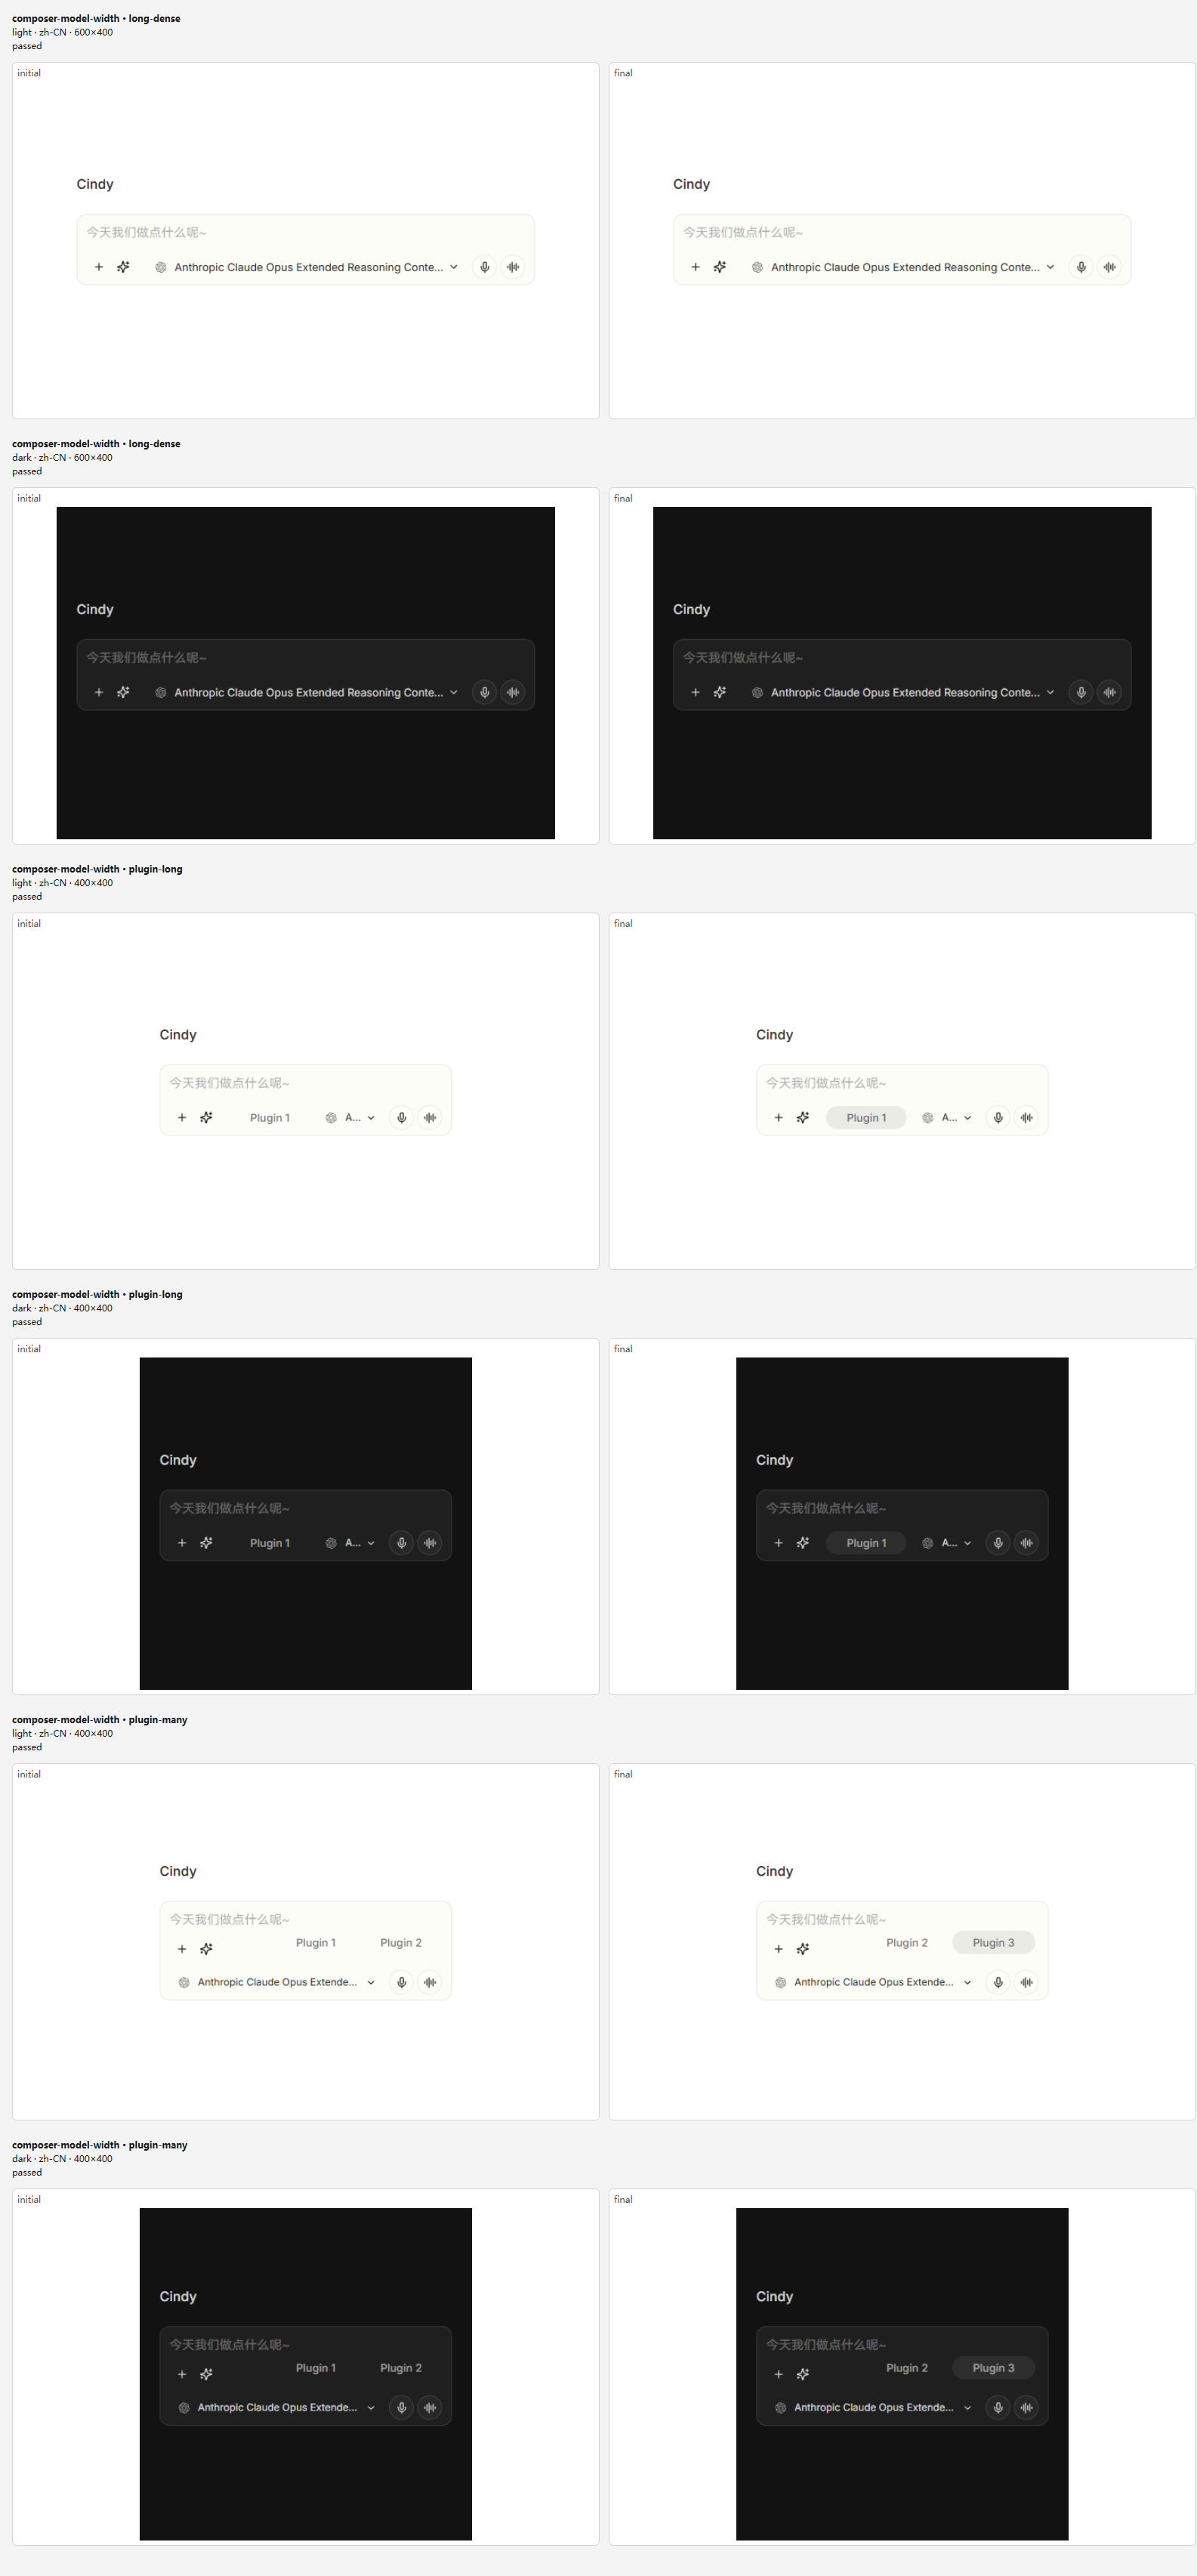 composer-model-width • long-dense
light · zh-CN · 600×400
passed
initial
final
Cindy
Cindy
今天我们做点什么呢~
今天我们做点什么呢~
Anthropic Claude Opus Extended Reasoning Conte...
Anthropic Claude Opus Extended Reasoning Conte...
composer-model-width • long-dense
dark · zh-CN · 600×400
passed
initial
final
Cindy
Cindy
今天我们做点什么呢~
今天我们做点什么呢~
Anthropic Claude Opus Extended Reasoning Conte...
Anthropic Claude Opus Extended Reasoning Conte...
composer-model-width • plugin-long
light · zh-CN · 400×400
passed
initial
final
Cindy
Cindy
今天我们做点什么呢~
今天我们做点什么呢~
Plugin 1 A...
Plugin 1 A...
composer-model-width • plugin-long
dark · zh-CN · 400×400
passed
initial
final
Cindy
Cindy
今天我们做点什么呢~
今天我们做点什么呢~
Plugin 1 A...
Plugin 1 A...
composer-model-width • plugin-many
light · zh-CN · 400×400
passed
initial
final
Cindy
Cindy
今天我们做点什么呢~
今天我们做点什么呢~
Plugin 1 Plugin 2
Plugin 2 Plugin 3
Anthropic Claude Opus Extende...
Anthropic Claude Opus Extende...
composer-model-width • plugin-many
dark · zh-CN · 400×400
passed
initial
final
Cindy
Cindy
今天我们做点什么呢~
今天我们做点什么呢~
Plugin 1 Plugin 2
Plugin 2 Plugin 3
Anthropic Claude Opus Extende...
Anthropic Claude Opus Extende...